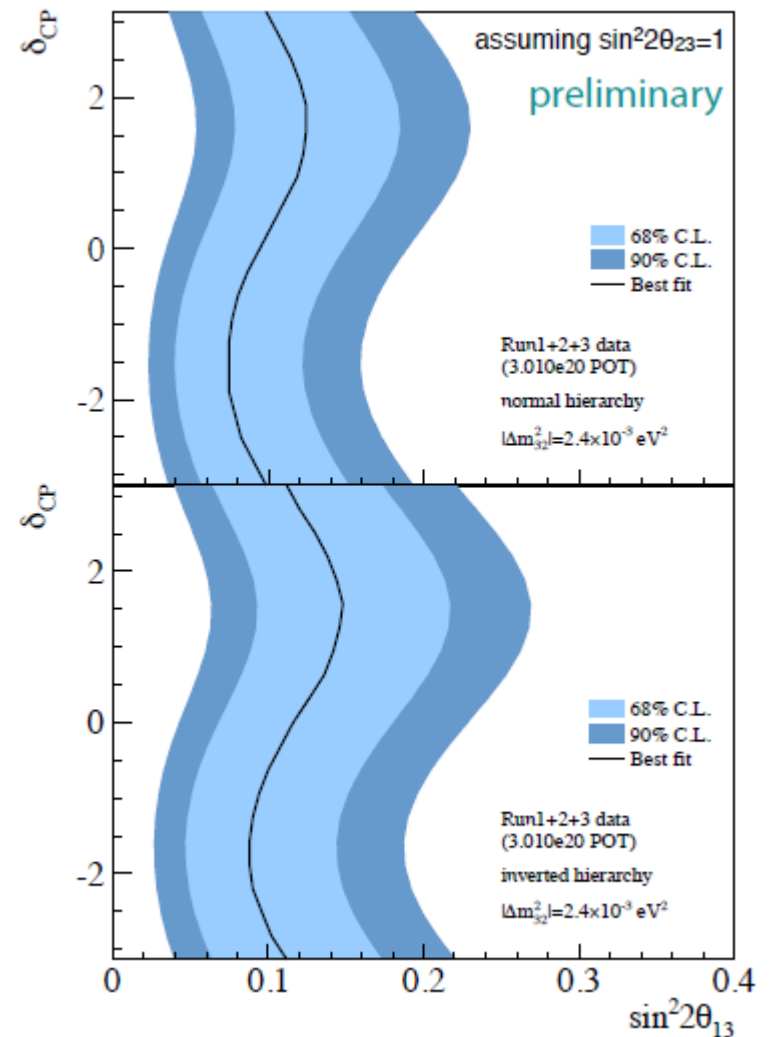 δCP
assuming sin²2θ₂₃=1
preliminary
2
0
-2
68% C.L.
90% C.L.
Best fit
Run1+2+3 data
(3.010e20 POT)
normal hierarchy
|Δm²₃₂|=2.4×10⁻³ eV²
δCP
2
0
-2
68% C.L.
90% C.L.
Best fit
Run1+2+3 data
(3.010e20 POT)
inverted hierarchy
|Δm²₃₂|=2.4×10⁻³ eV²
0 0.1 0.2 0.3 0.4
sin²2θ₁₃